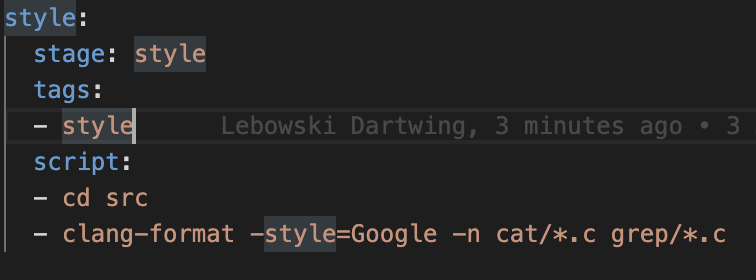 style:
stage: style
tags:
- style Lebowski Dartwing, 3 minutes ago • 3
script:
- cd src
- clang-format -style=Google -n cat/*.c grep/*.c